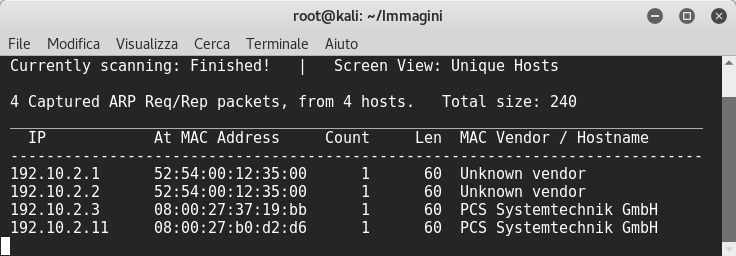 root@kali: ~/Immagini
File Modifica Visualizza Cerca Terminale Aiuto
Currently scanning: Finished!   |   Screen View: Unique Hosts
4 Captured ARP Req/Rep packets, from 4 hosts.   Total size: 240
_____________________________________________________________________________
  IP            At MAC Address     Count     Len  MAC Vendor / Hostname
-----------------------------------------------------------------------------
192.10.2.1      52:54:00:12:35:00      1      60  Unknown vendor
192.10.2.2      52:54:00:12:35:00      1      60  Unknown vendor
192.10.2.3      08:00:27:37:19:bb      1      60  PCS Systemtechnik GmbH
192.10.2.11     08:00:27:b0:d2:d6      1      60  PCS Systemtechnik GmbH